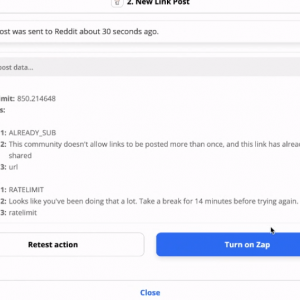 2. New Link Post
ost was sent to Reddit about 30 seconds ago.
post data...
mit: 850.214648
s:
1: ALREADY_SUB
2: This community doesn't allow links to be posted more than once, and this link has alrea
shared
3: url
1: RATELIMIT
2: Looks like you've been doing that a lot. Take a break for 14 minutes before trying again.
3: ratelimit
Retest action
Turn on Zap
Close